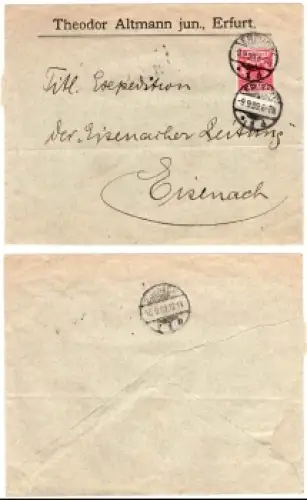 Theodor Altmann jun., Erfurt.
Titl. Expedition
der Eisenacher Zeitung
Eisenach